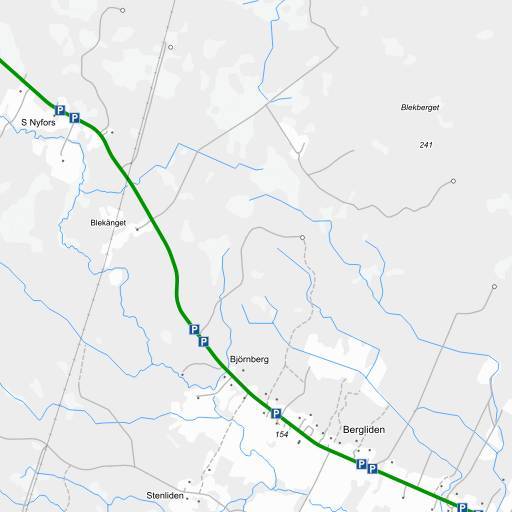 Blekberget
S Nyfors
241
Blekänget
Björnberg
154
Bergliden
Stenliden
P
P
P
P
P
P
P
P